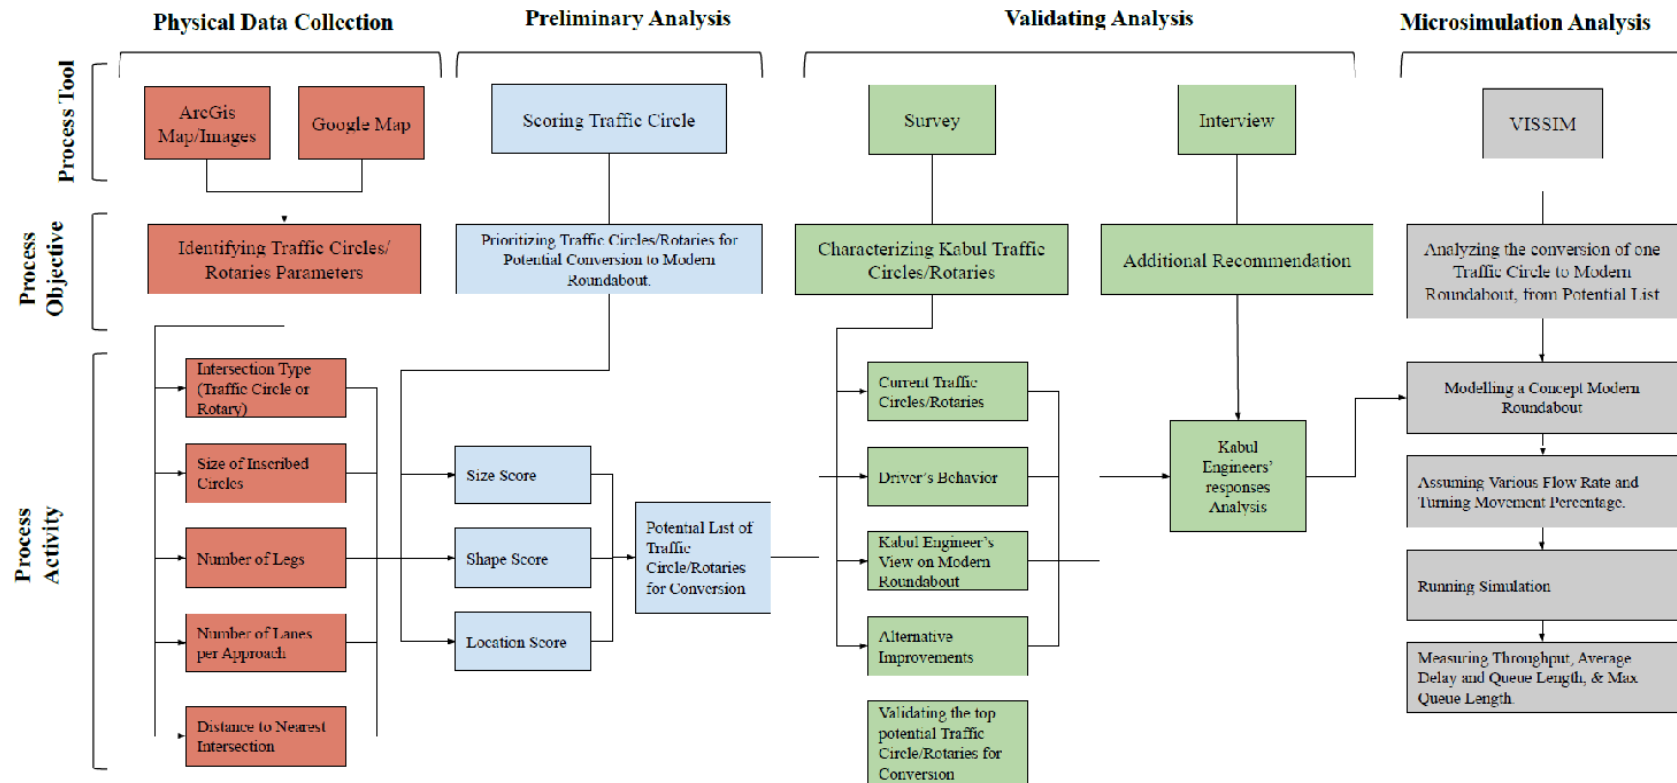 Physical Data Collection
Preliminary Analysis
Validating Analysis
Microsimulation Analysis
Process Tool
ArcGis
Map/Images
Google Map
Scoring Traffic Circle
Survey
Interview
VISSIM
Process
Objective
Identifying Traffic Circles/
Rotaries Parameters
Prioritizing Traffic Circles/Rotaries for
Potential Conversion to Modern
Roundabout.
Characterizing Kabul Traffic
Circles/Rotaries
Additional Recommendation
Analyzing the conversion of one
Traffic Circle to Modern
Roundabout, from Potential List
Process
Activity
Intersection Type
(Traffic Circle or
Rotary)
Size of Inscribed
Circles
Number of Legs
Number of Lanes
per Approach
Distance to Nearest
Intersection
Size Score
Shape Score
Location Score
Potential List of
Traffic
Circle/Rotaries
for Conversion
Current Traffic
Circles/Rotaries
Driver's Behavior
Kabul Engineer's
View on Modern
Roundabout
Alternative
Improvements
Validating the top
potential Traffic
Circle/Rotaries for
Conversion
Kabul
Engineers'
responses
Analysis
Modelling a Concept Modern
Roundabout
Assuming Various Flow Rate and
Turning Movement Percentage.
Running Simulation
Measuring Throughput, Average
Delay and Queue Length, & Max
Queue Length.